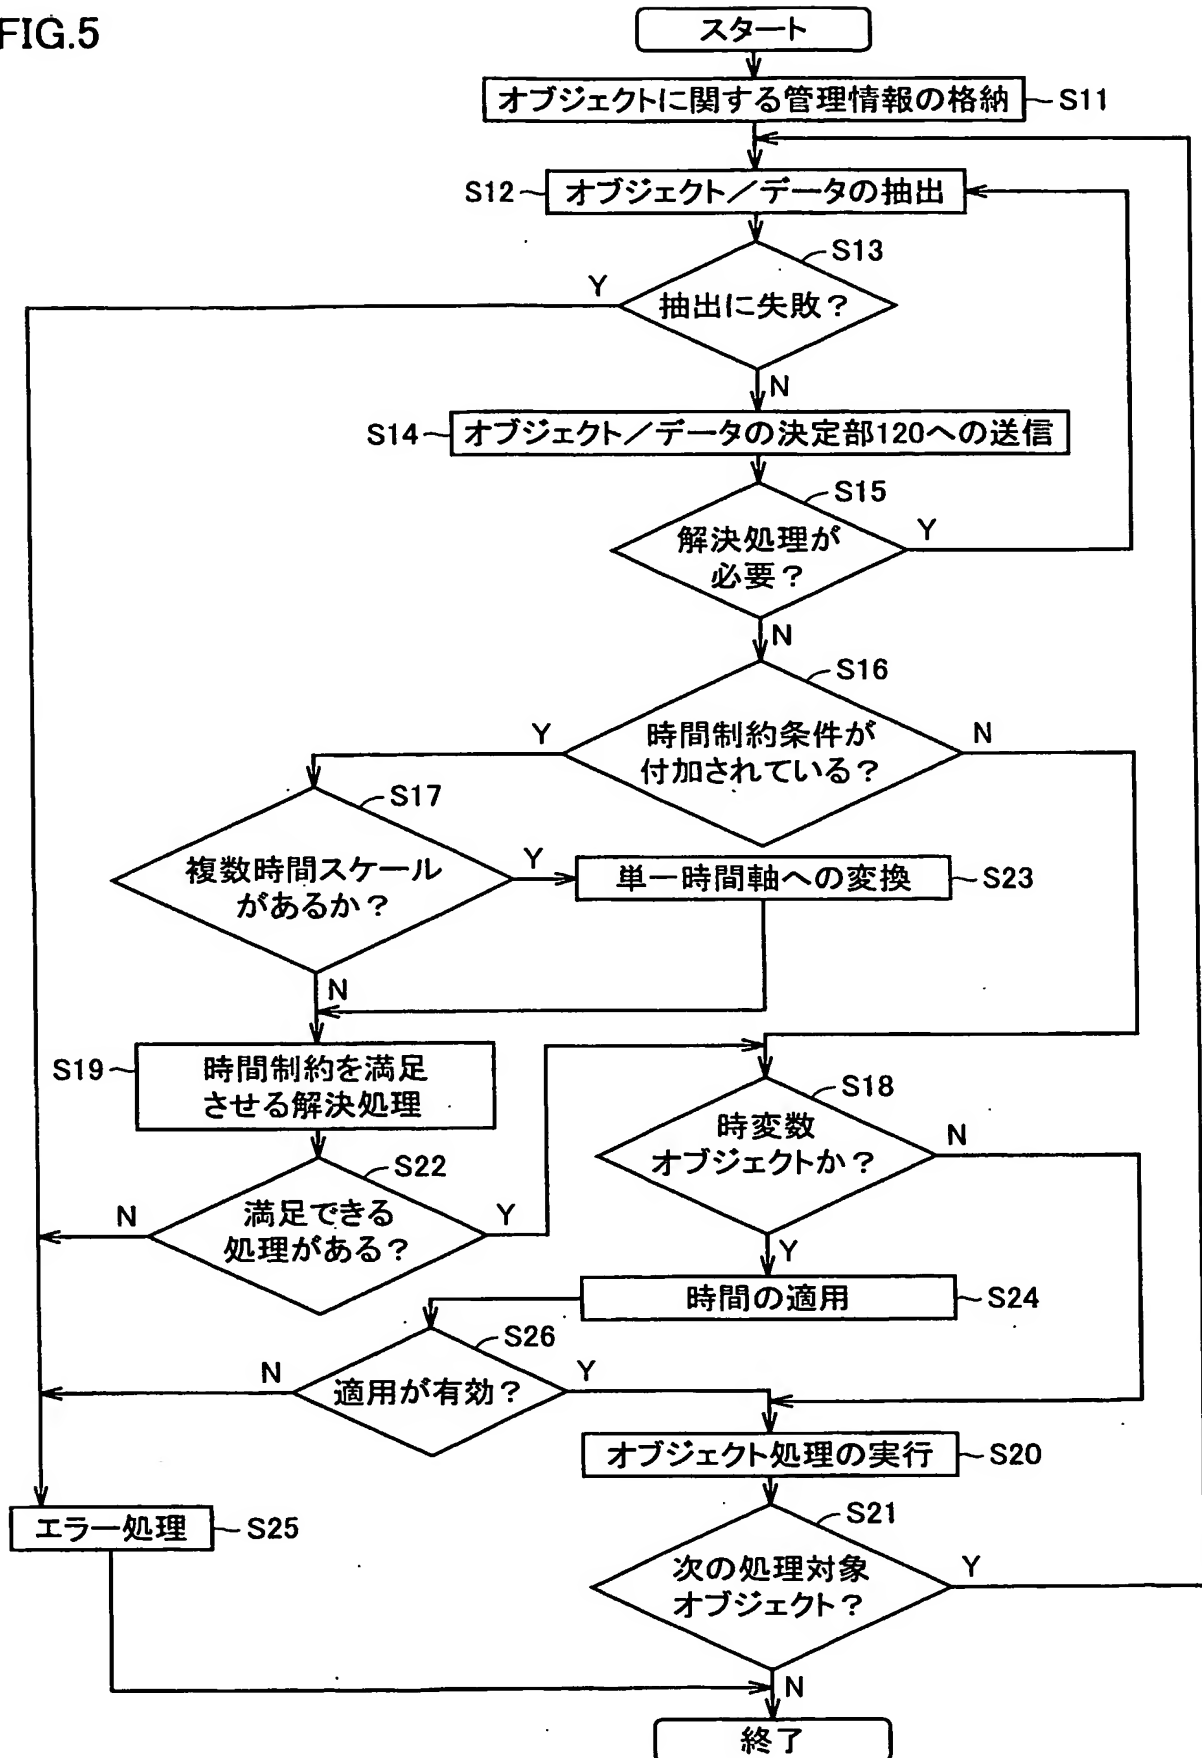 FIG.5
スタート
オブジェクトに関する管理情報の格納
S11
S12
オブジェクト／データの抽出
S13
Y
抽出に失敗？
N
S14
オブジェクト／データの決定部120への送信
S15
解決処理が
必要？
Y
N
S16
時間制約条件が
付加されている？
Y
N
S17
複数時間スケール
があるか？
Y
単一時間軸への変換
S23
N
S19
時間制約を満足
させる解決処理
S18
時変数
オブジェクトか？
N
S22
満足できる
処理がある？
N
Y
Y
時間の適用
S24
S26
適用が有効？
N
Y
オブジェクト処理の実行
S20
エラー処理
S25
S21
次の処理対象
オブジェクト？
Y
N
終了